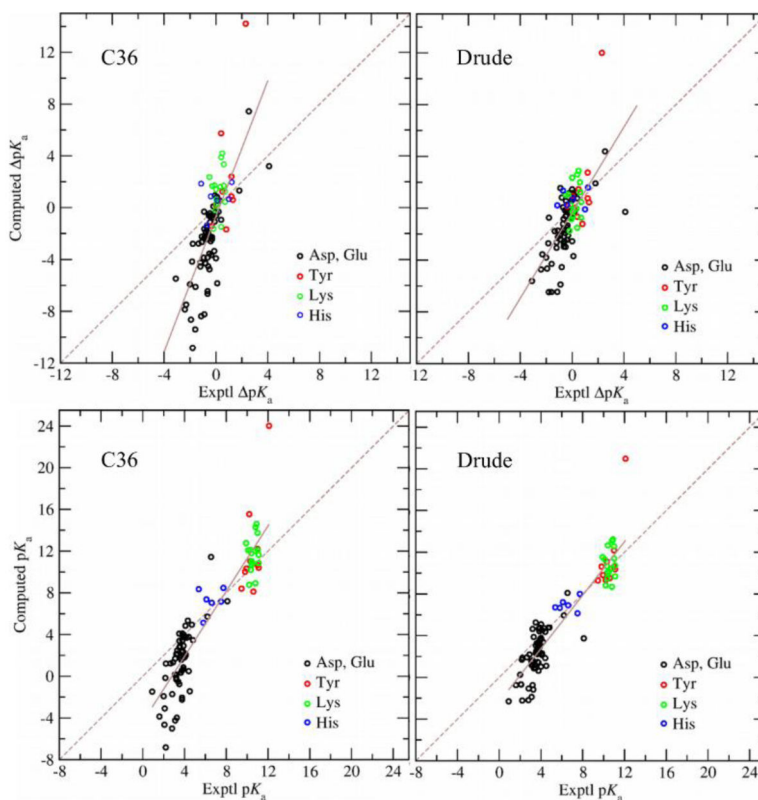 C36
Drude
12
8
4
0
-4
-8
-12
Computed ΔpKa
Asp, Glu
Tyr
Lys
His
Asp, Glu
Tyr
Lys
His
-12 -8 -4 0 4 8 12
-12 -8 -4 0 4 8 12
Exptl ΔpKa
Exptl ΔpKa
C36
Drude
24
20
16
12
8
4
0
-4
-8
Computed pKa
Asp, Glu
Tyr
Lys
His
Asp, Glu
Tyr
Lys
His
-8 -4 0 4 8 12 16 20 24
-8 -4 0 4 8 12 16 20 24
Exptl pKa
Exptl pKa